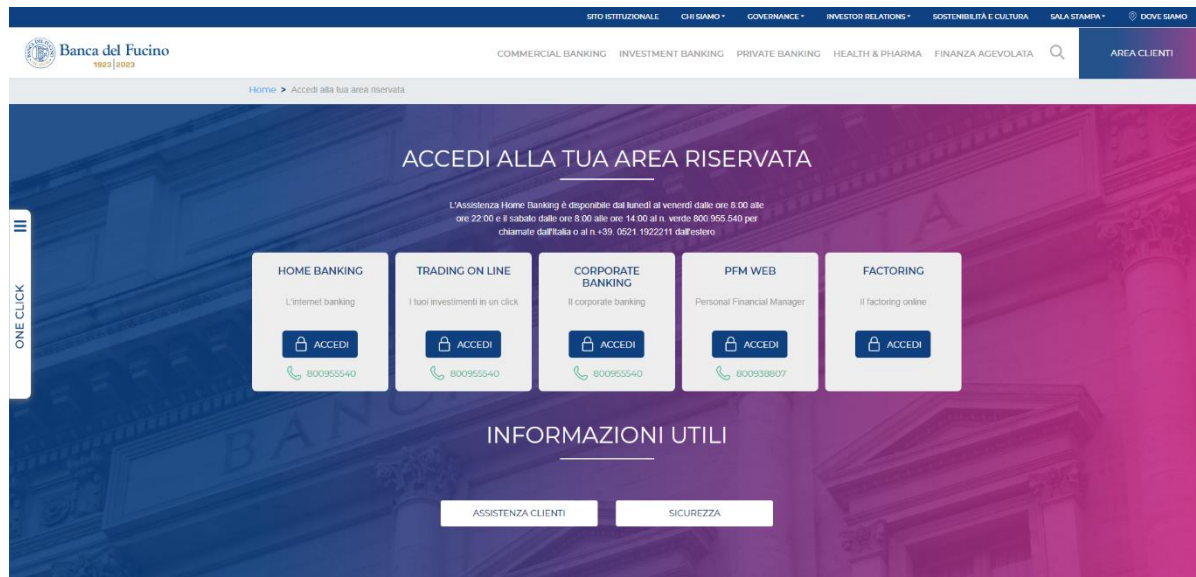 SITO ISTITUZIONALE CHI SIAMO GOVERNANCE INVESTOR RELATIONS SOSTENIBILITÀ E CULTURA SALA STAMPA DOVE SIAMO
Banca del Fucino
1923|2023
COMMERCIAL BANKING INVESTMENT BANKING PRIVATE BANKING HEALTH & PHARMA FINANZA AGEVOLATA
AREA CLIENTI
Home > Accedi alla tua area riservata
ACCEDI ALLA TUA AREA RISERVATA
L'Assistenza Home Banking è disponibile dal lunedì al venerdì dalle ore 8:00 alle
ore 22:00 e il sabato dalle ore 8:00 alle ore 14:00 al n. verde 800.955.540 per
chiamate dall'Italia o al n.+39. 0521.1922211 dall'estero
ONE CLICK
HOME BANKING
L'internet banking
ACCEDI
800955540
TRADING ON LINE
I tuoi investimenti in un click
ACCEDI
800955540
CORPORATE
BANKING
Il corporate banking
ACCEDI
800955540
PFM WEB
Personal Financial Manager
ACCEDI
800938807
FACTORING
Il factoring online
ACCEDI
INFORMAZIONI UTILI
ASSISTENZA CLIENTI
SICUREZZA